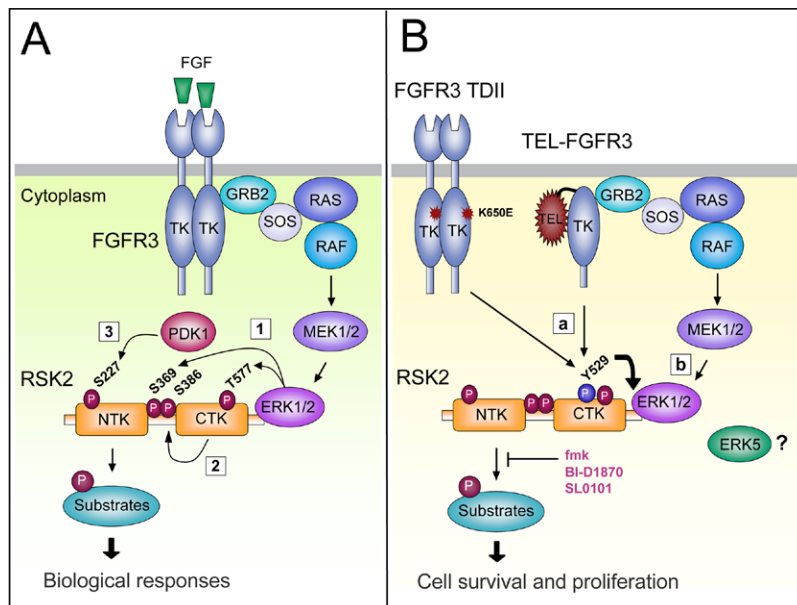 A
FGF
Cytoplasm
GRB2
SOS
RAS
RAF
TK
TK
FGFR3
3
PDK1
1
MEK1/2
RSK2
S227
S369
S386
T577
P
P
P
P
NTK
CTK
ERK1/2
2
P
Substrates
Biological responses
B
FGFR3 TDII
TEL-FGFR3
GRB2
SOS
RAS
RAF
TK
TK
K650E
TEL
TK
a
MEK1/2
b
RSK2
Y529
P
P
P
P
P
NTK
CTK
ERK1/2
ERK5
?
fmk
BI-D1870
SL0101
P
Substrates
Cell survival and proliferation